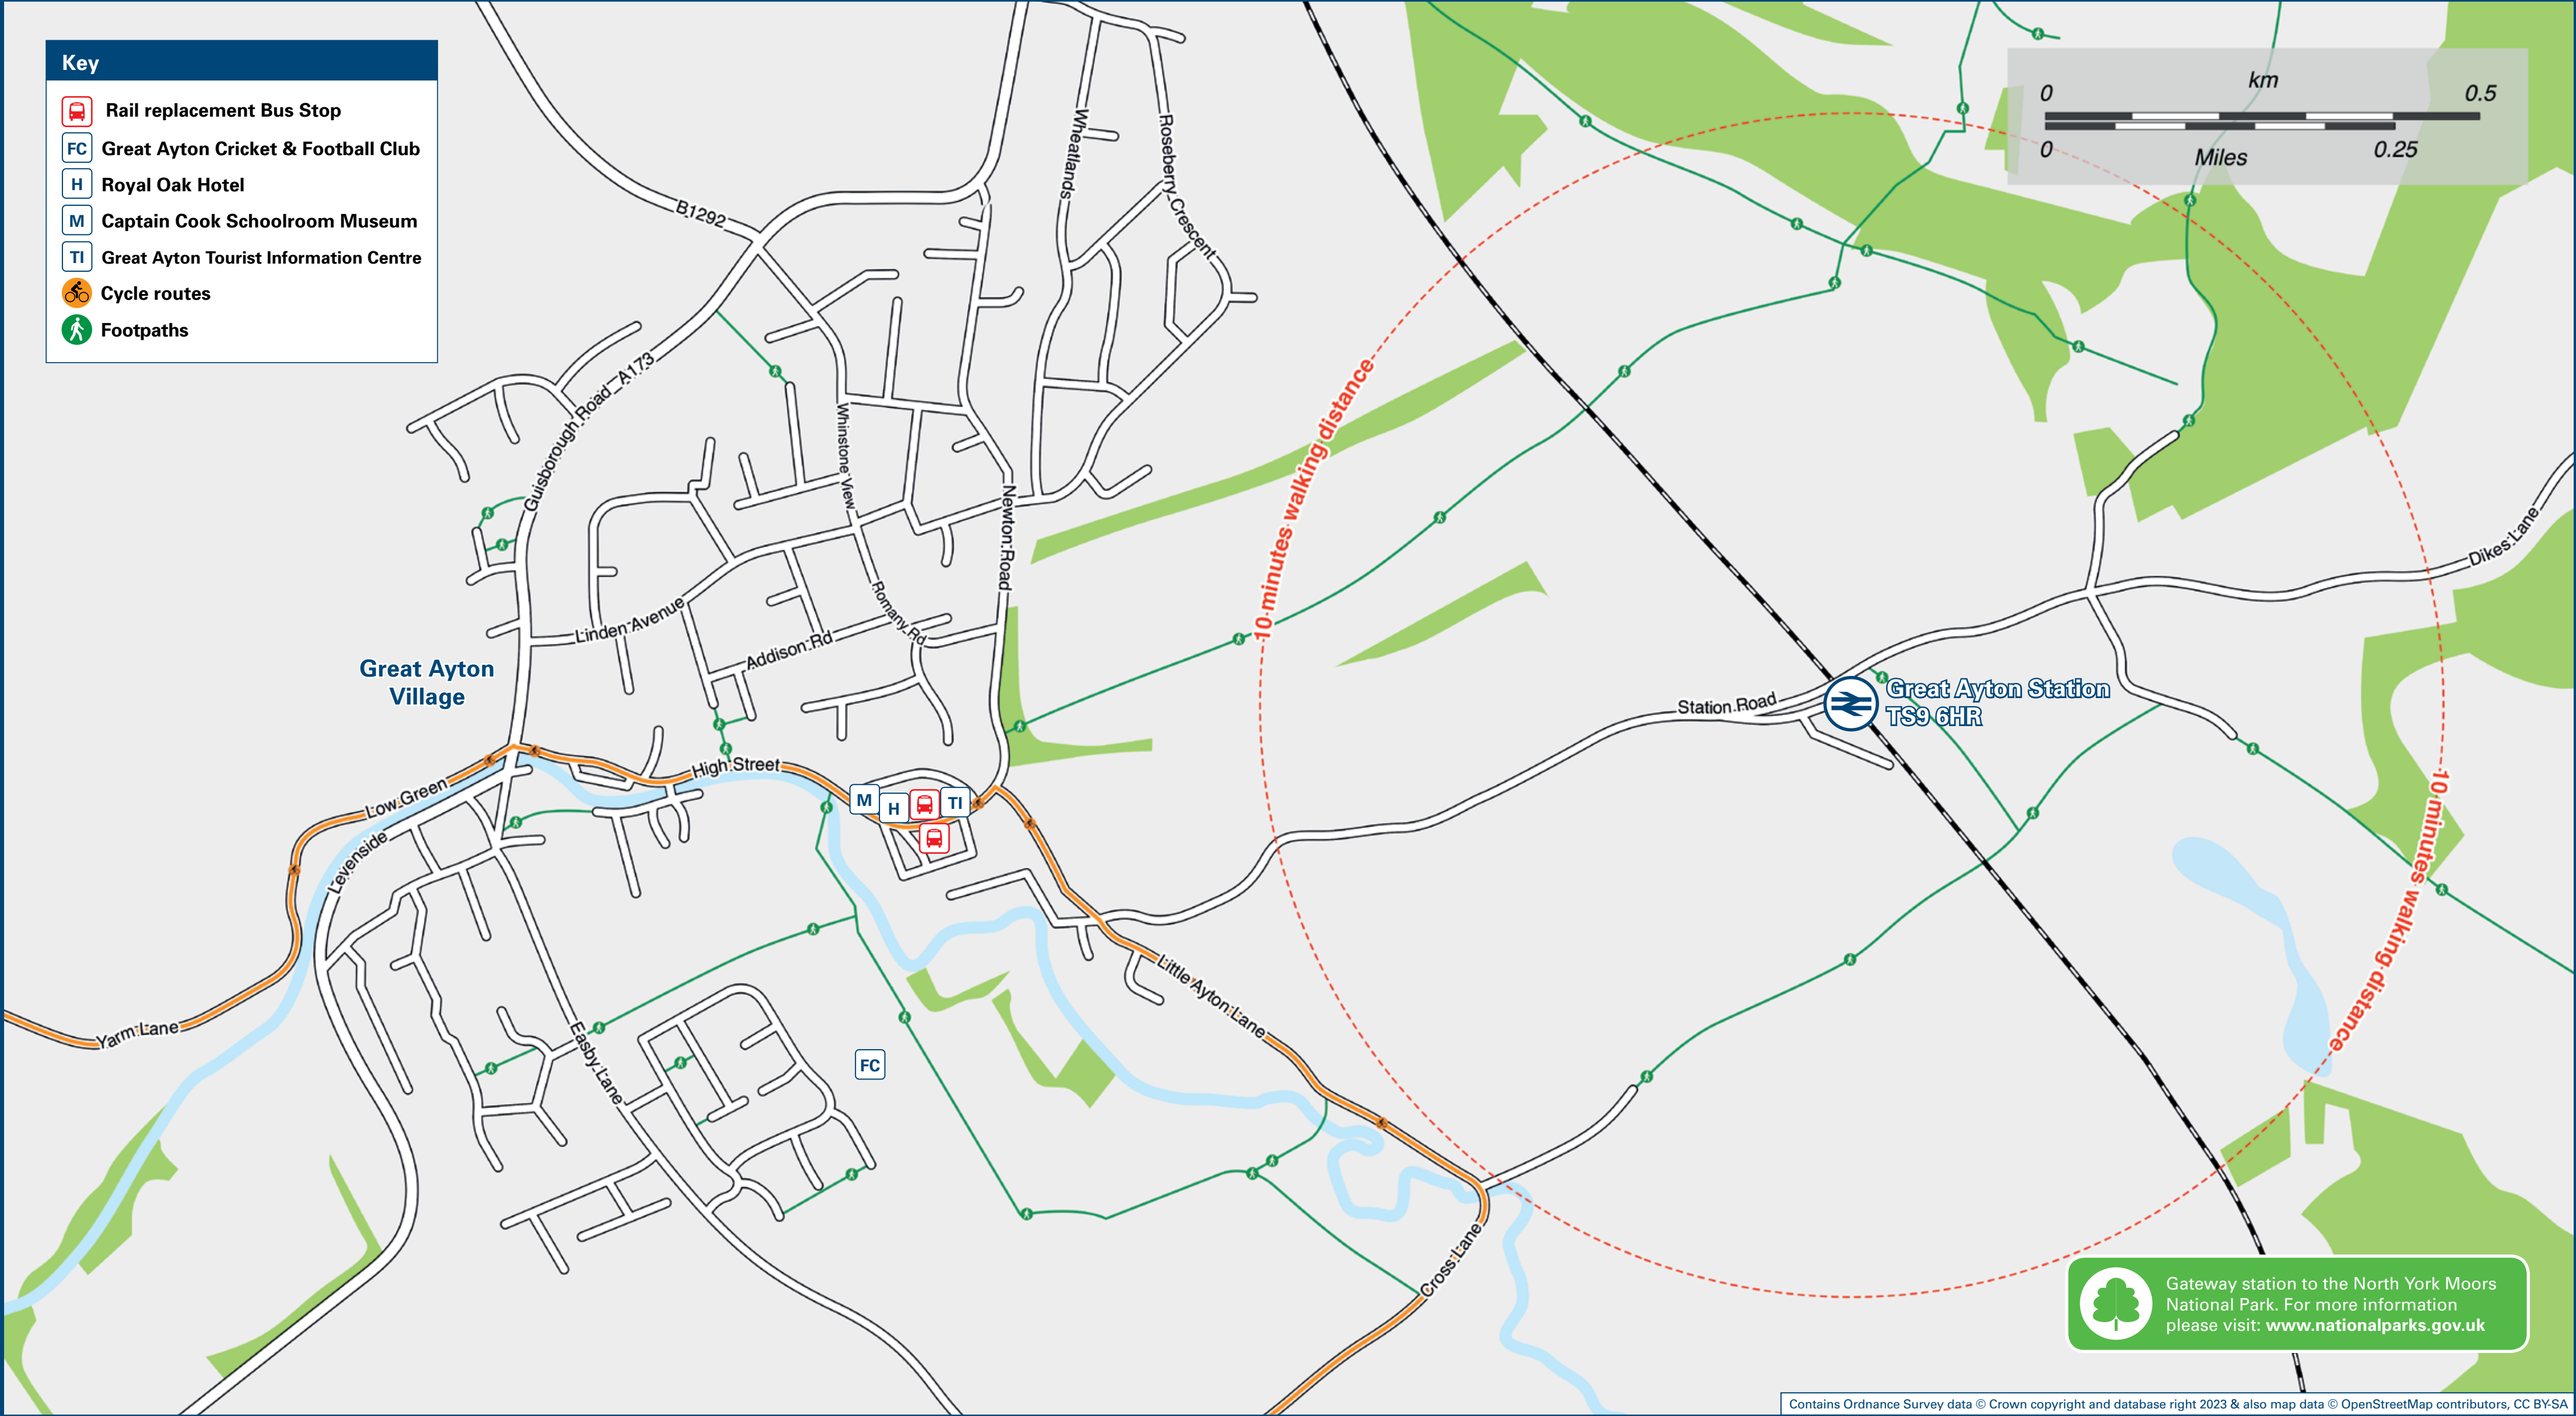 Key
Rail replacement Bus Stop
FC Great Ayton Cricket & Football Club
H Royal Oak Hotel
M Captain Cook Schoolroom Museum
TI Great Ayton Tourist Information Centre
Cycle routes
Footpaths
km
0 0.5
0 0.25
Miles
B1292
Wheatlands
Roseberry Crescent
Guisborough Road A173
Whinstone View
Newton Road
10 minutes walking distance
Dikes Lane
Linden Avenue
Romany Rd
Addison Rd
Great Ayton
Village
Station Road
Great Ayton Station
TS9 6HR
High Street
Low Green
M
H
TI
Levenside
10 minutes walking distance
Yarm Lane
Easby Lane
Little Ayton Lane
FC
Cross Lane
Gateway station to the North York Moors
National Park. For more information
please visit: www.nationalparks.gov.uk
Contains Ordnance Survey data © Crown copyright and database right 2023 & also map data © OpenStreetMap contributors, CC BY-SA